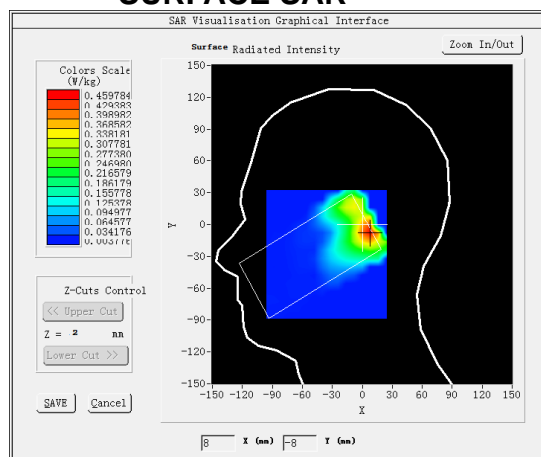 SURFACE SAR
SAR Visualisation Graphical Interface
Surface Radiated Intensity
Zoom In/Out
Colors Scale
(W/kg)
0.459784
0.429383
0.398982
0.368582
0.338181
0.307781
0.277380
0.246980
0.216579
0.186179
0.155778
0.125378
0.094977
0.064577
0.034176
0.003776
Z-Cuts Control
<< Upper Cut
Z = 2 mm
Lower Cut >>
SAVE
Cancel
150
120
90
60
30
0
-30
-60
-90
-120
-150
Y
-150 -120 -90 -60 -30 0 30 60 90 120 150
X
8 X (mm) -8 Y (mm)